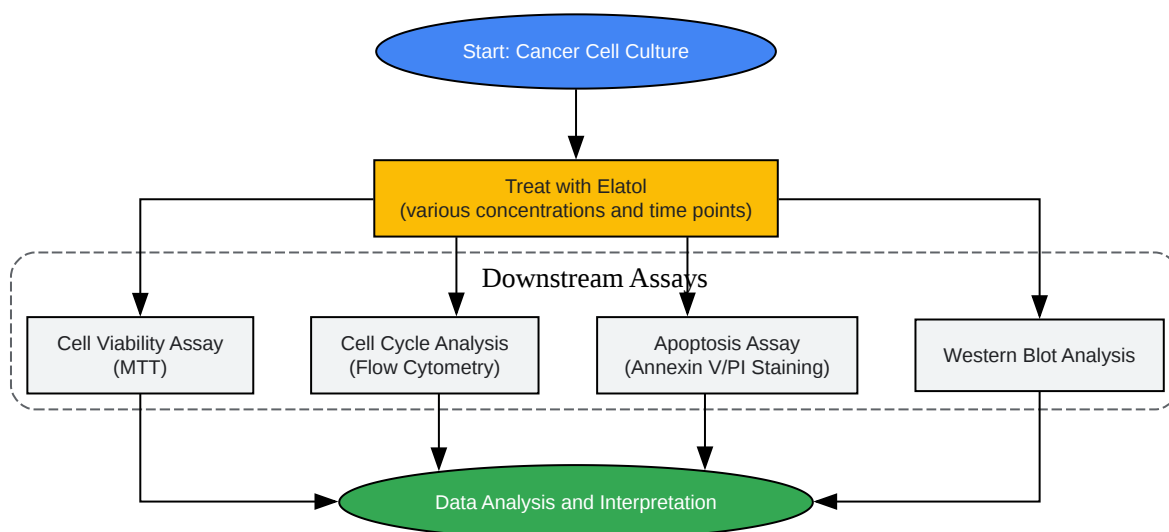 Start: Cancer Cell Culture
Treat with Elatol
(various concentrations and time points)
Downstream Assays
Cell Viability Assay
(MTT)
Cell Cycle Analysis
(Flow Cytometry)
Apoptosis Assay
(Annexin V/PI Staining)
Western Blot Analysis
Data Analysis and Interpretation